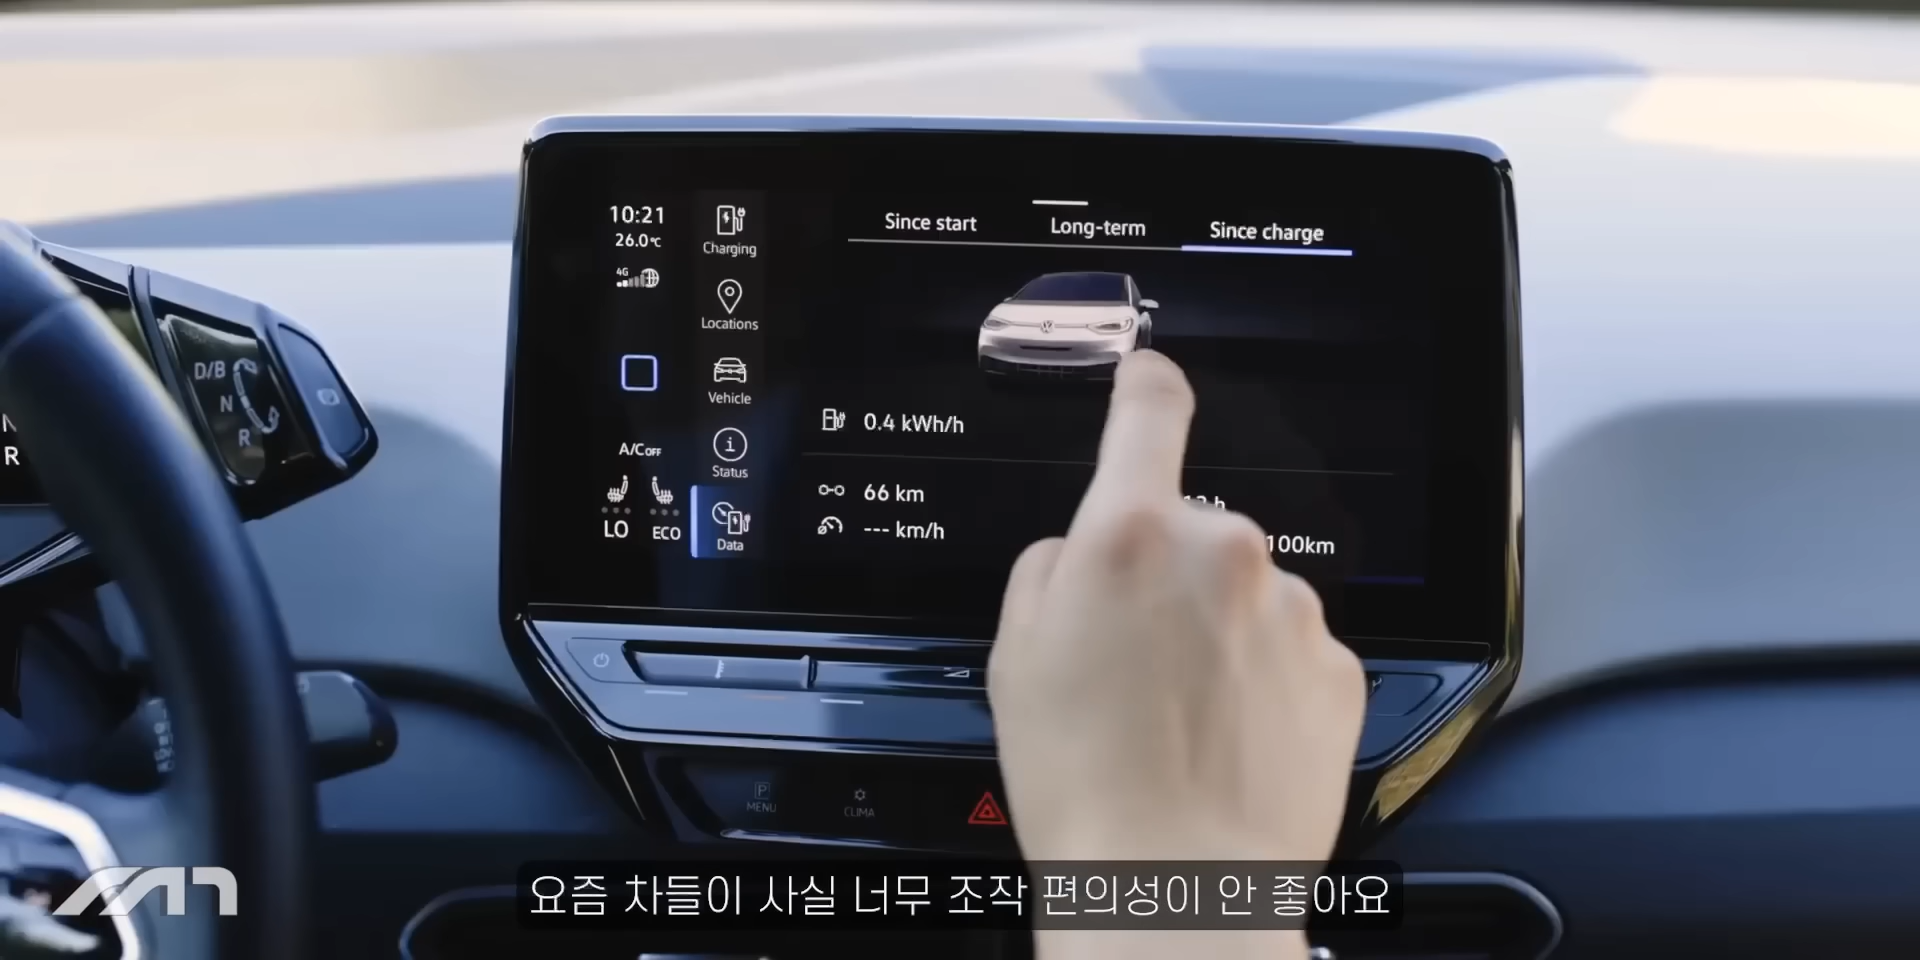 10:21
26.0°C
4G
A/C OFF
LO
ECO
Charging
Locations
Vehicle
Status
Data
Since start
Long-term
Since charge
0.4 kWh/h
66 km
--- km/h
100km
D/B
N
R
R
P
MENU
CLIMA
요즘 차들이 사실 너무 조작 편의성이 안 좋아요